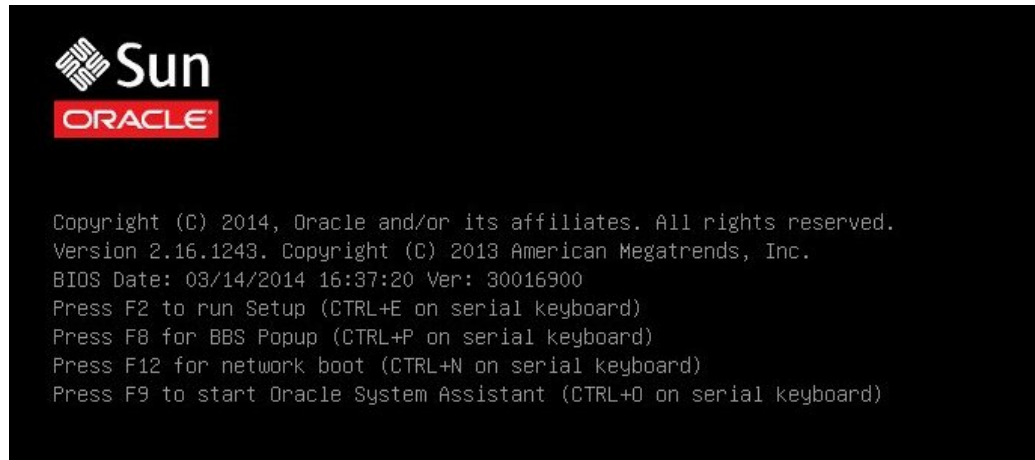 Sun
ORACLE
Copyright (C) 2014, Oracle and/or its affiliates. All rights reserved.
Version 2.16.1243. Copyright (C) 2013 American Megatrends, Inc.
BIOS Date: 03/14/2014 16:37:20 Ver: 30016900
Press F2 to run Setup (CTRL+E on serial keyboard)
Press F8 for BBS Popup (CTRL+P on serial keyboard)
Press F12 for network boot (CTRL+N on serial keyboard)
Press F9 to start Oracle System Assistant (CTRL+O on serial keyboard)